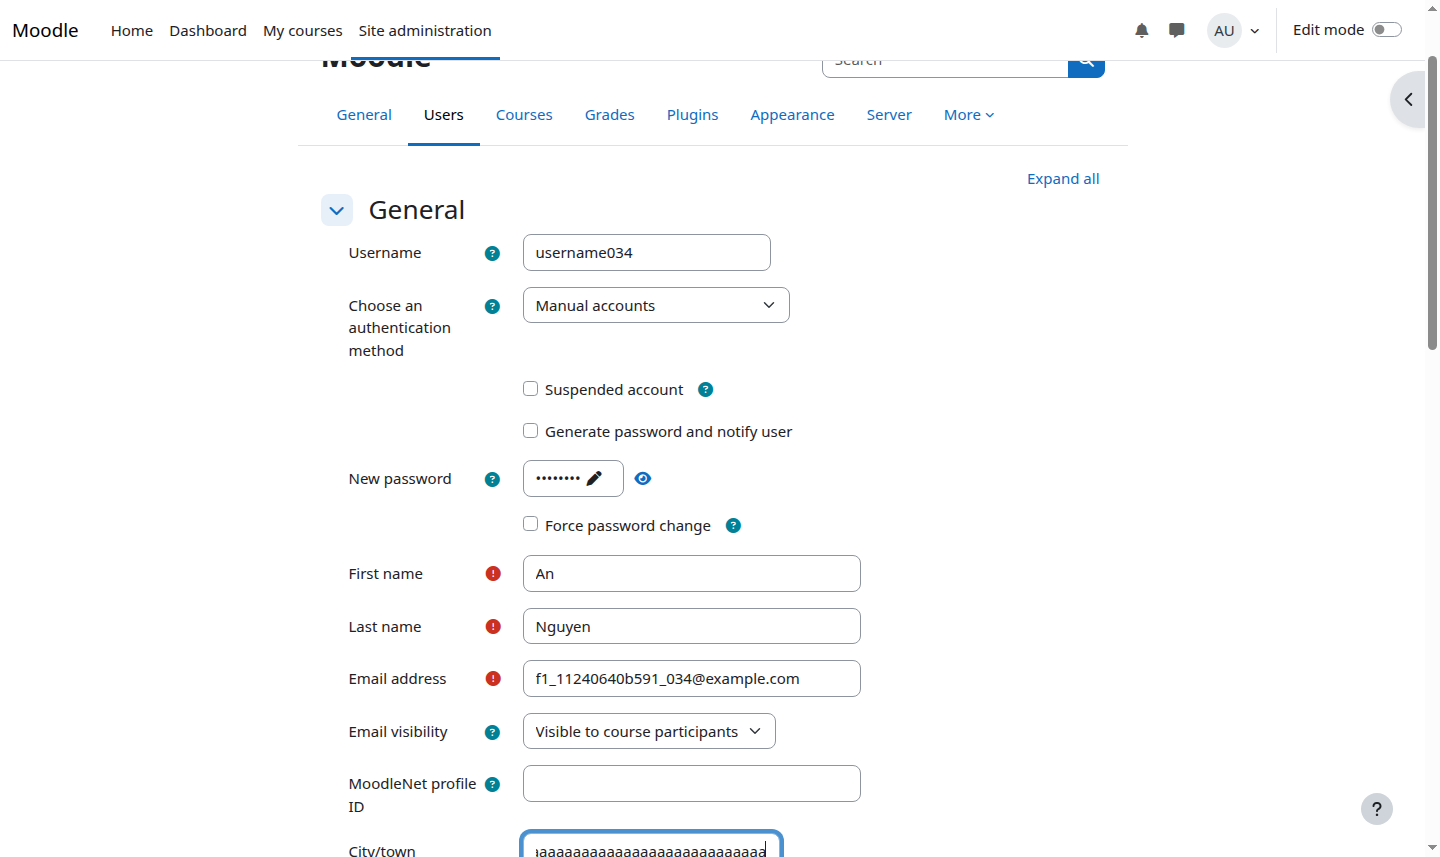 Moodle Home Dashboard My courses Site administration AU Edit mode
Moodle Search
General Users Courses Grades Plugins Appearance Server More
Expand all
General
Username ? username034
Choose an authentication method ? Manual accounts
Suspended account ?
Generate password and notify user
New password ? ••••••••
Force password change ?
First name ! An
Last name ! Nguyen
Email address ! f1_11240640b591_034@example.com
Email visibility ? Visible to course participants
MoodleNet profile ID ?
?
City/town aaaaaaaaaaaaaaaaaaaaaaaaaaaa